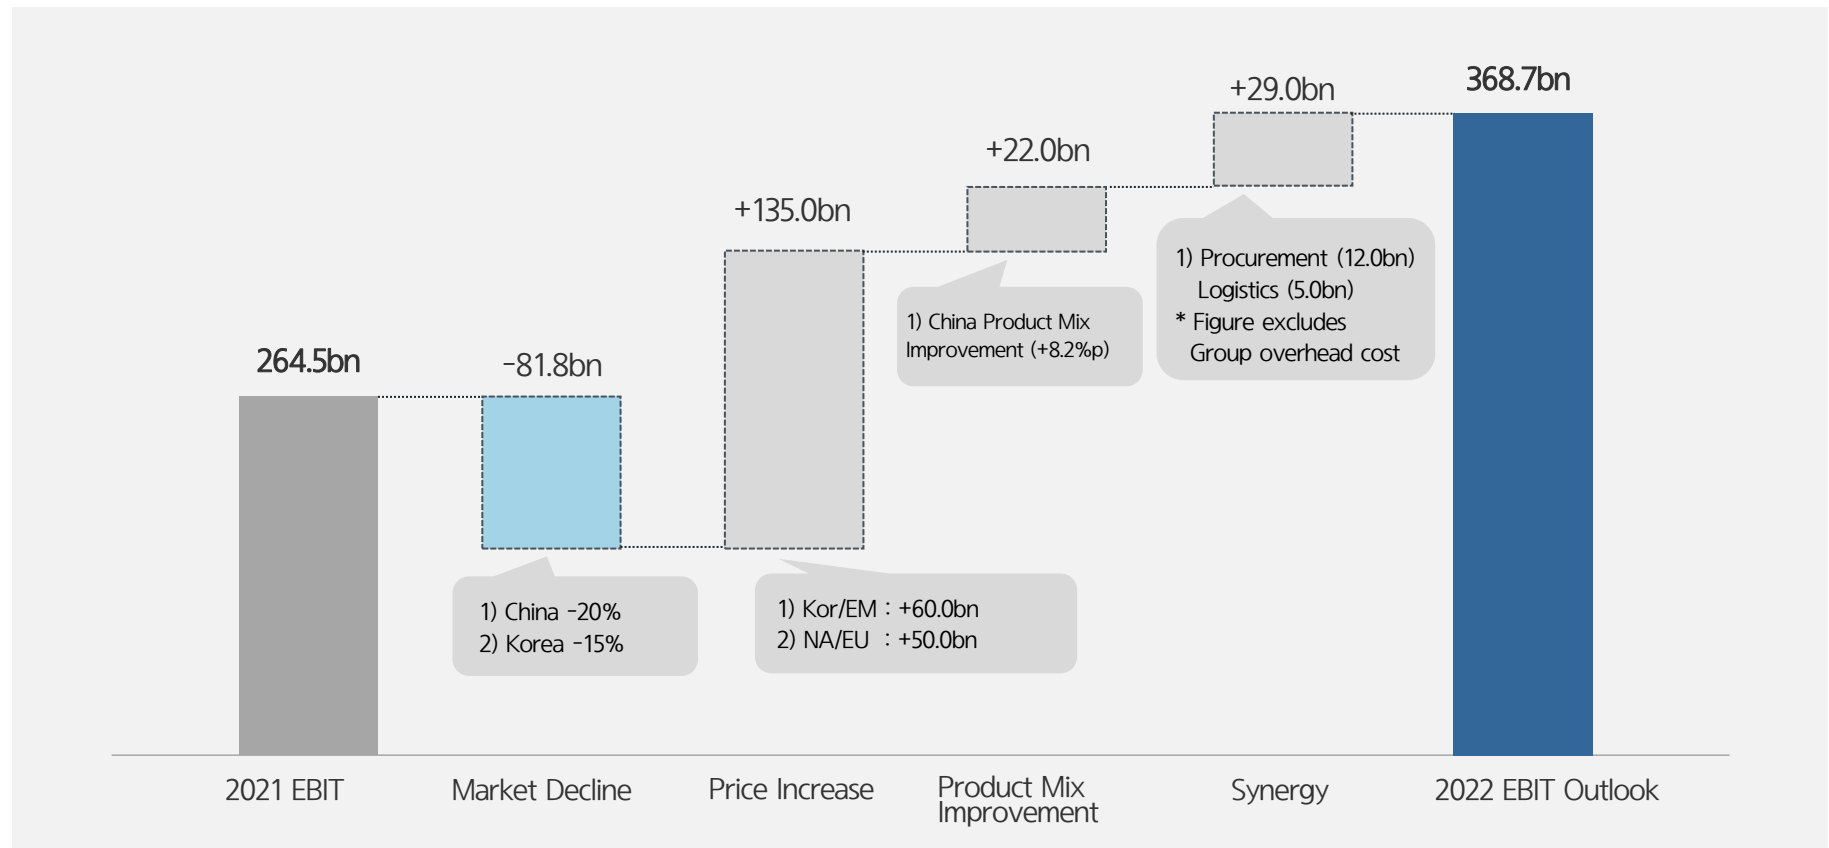 264.5bn
-81.8bn
+135.0bn
+22.0bn
+29.0bn
368.7bn
1) China -20%
2) Korea -15%
1) Kor/EM : +60.0bn
2) NA/EU : +50.0bn
1) China Product Mix
Improvement (+8.2%p)
1) Procurement (12.0bn)
Logistics (5.0bn)
* Figure excludes
Group overhead cost
2021 EBIT
Market Decline
Price Increase
Product Mix
Improvement
Synergy
2022 EBIT Outlook